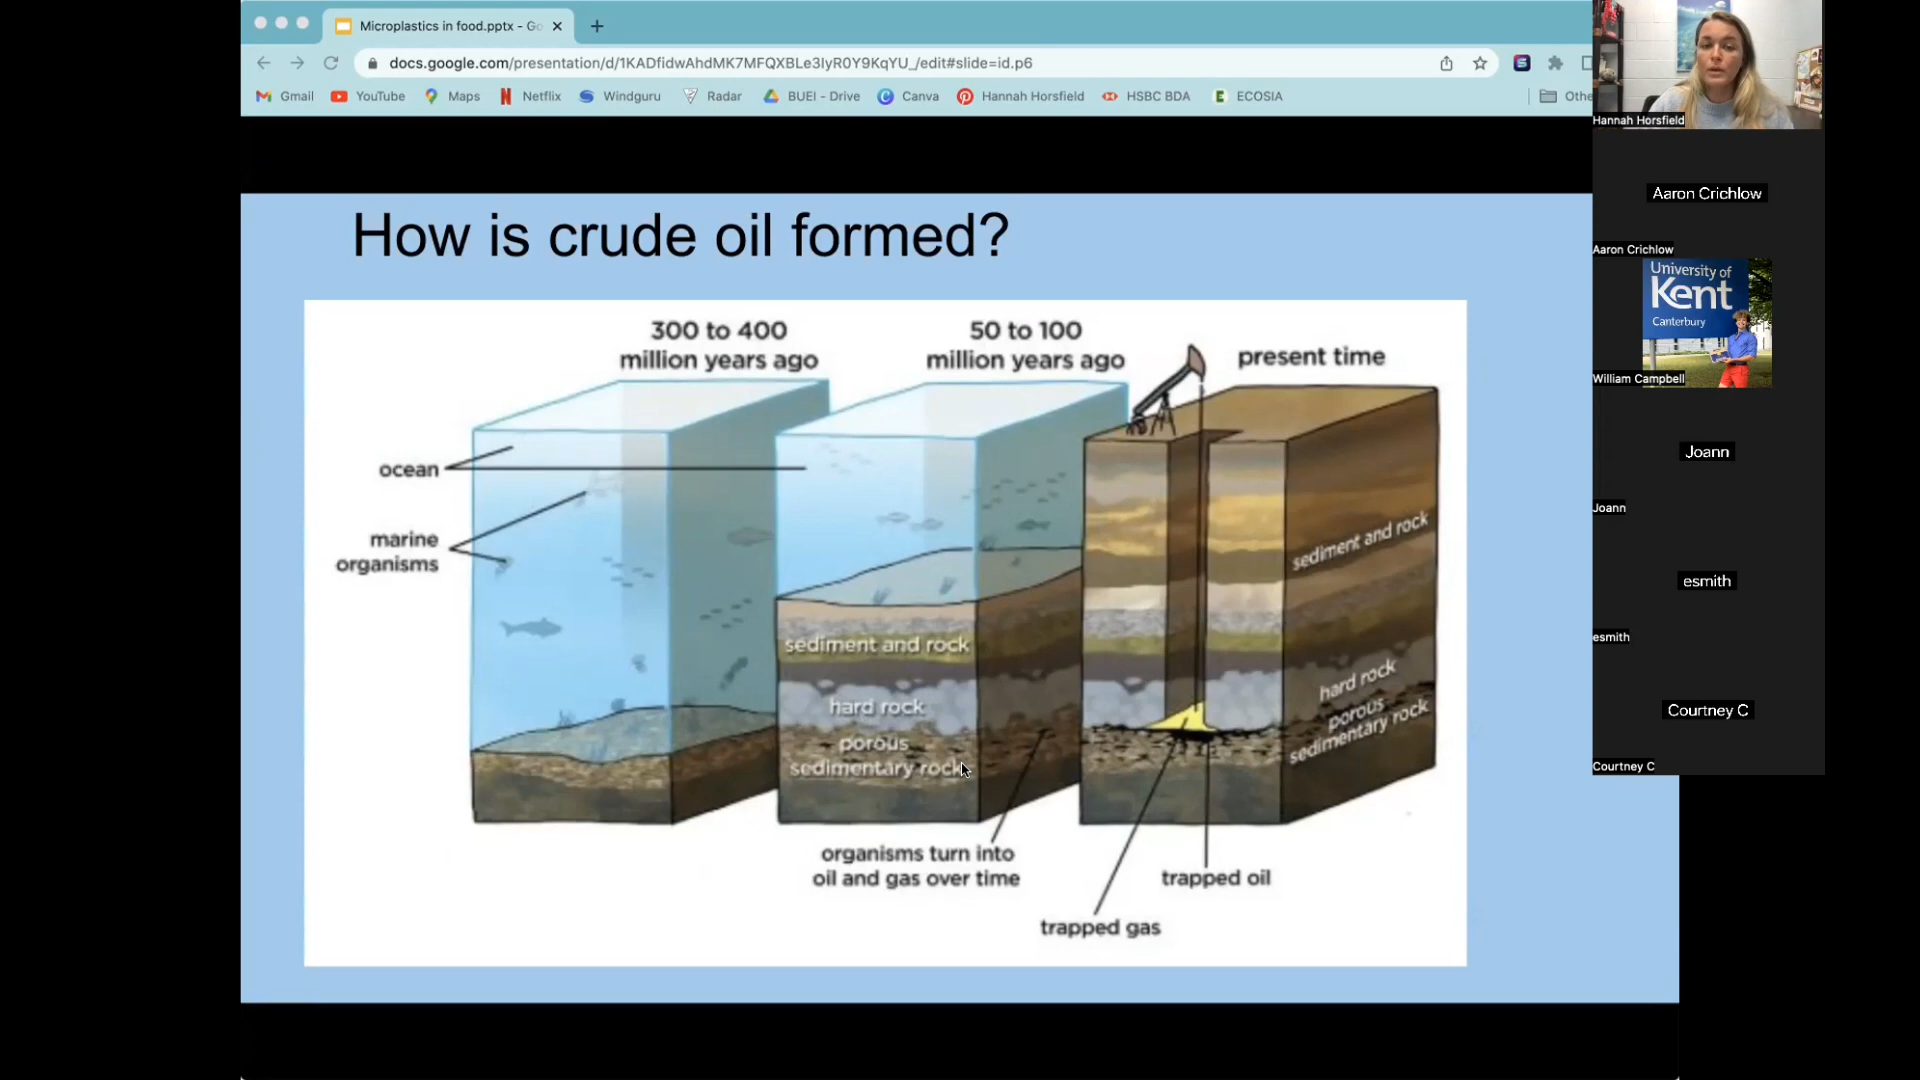 Microplastics in food.pptx - Go
docs.google.com/presentation/d/1KADfidwAhdMK7MFQXBLe3IyR0Y9KqYU_/edit#slide=id.p6
Gmail YouTube Maps Netflix Windguru Radar BUEI - Drive Canva Hannah Horsfield HSBC BDA ECOSIA Othe
How is crude oil formed?
300 to 400
million years ago
50 to 100
million years ago
present time
ocean
marine
organisms
sediment and rock
hard rock
porous
sedimentary rock
sediment and rock
hard rock
porous
sedimentary rock
organisms turn into
oil and gas over time
trapped oil
trapped gas
Hannah Horsfield
Aaron Crichlow
Aaron Crichlow
University of
Kent
Canterbury
William Campbell
Joann
Joann
esmith
esmith
Courtney C
Courtney C